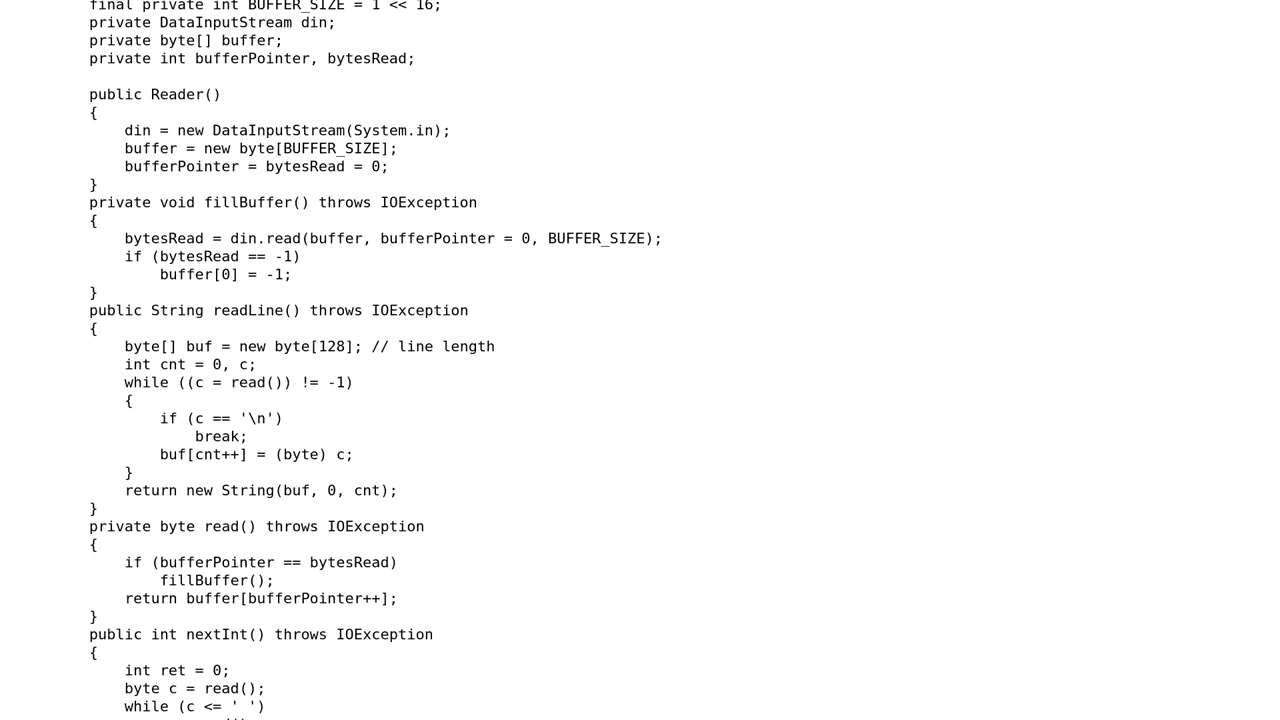 final private int BUFFER_SIZE = 1 << 16;
private DataInputStream din;
private byte[] buffer;
private int bufferPointer, bytesRead;

public Reader()
{
    din = new DataInputStream(System.in);
    buffer = new byte[BUFFER_SIZE];
    bufferPointer = bytesRead = 0;
}
private void fillBuffer() throws IOException
{
    bytesRead = din.read(buffer, bufferPointer = 0, BUFFER_SIZE);
    if (bytesRead == -1)
        buffer[0] = -1;
}
public String readLine() throws IOException
{
    byte[] buf = new byte[128]; // line length
    int cnt = 0, c;
    while ((c = read()) != -1)
    {
        if (c == '\n')
            break;
        buf[cnt++] = (byte) c;
    }
    return new String(buf, 0, cnt);
}
private byte read() throws IOException
{
    if (bufferPointer == bytesRead)
        fillBuffer();
    return buffer[bufferPointer++];
}
public int nextInt() throws IOException
{
    int ret = 0;
    byte c = read();
    while (c <= ' ')